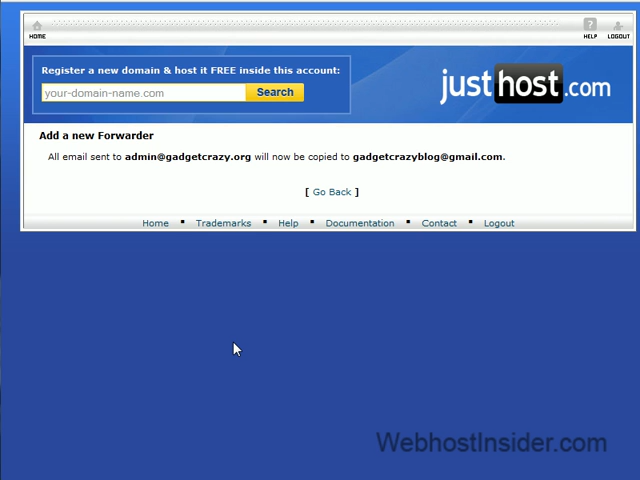 HOME
HELP LOGOUT
Register a new domain & host it FREE inside this account:
your-domain-name.com Search
justhost.com
Add a new Forwarder
All email sent to admin@gadgetcrazy.org will now be copied to gadgetcrazyblog@gmail.com.
[ Go Back ]
Home ▪ Trademarks ▪ Help ▪ Documentation ▪ Contact ▪ Logout
WebhostInsider.com